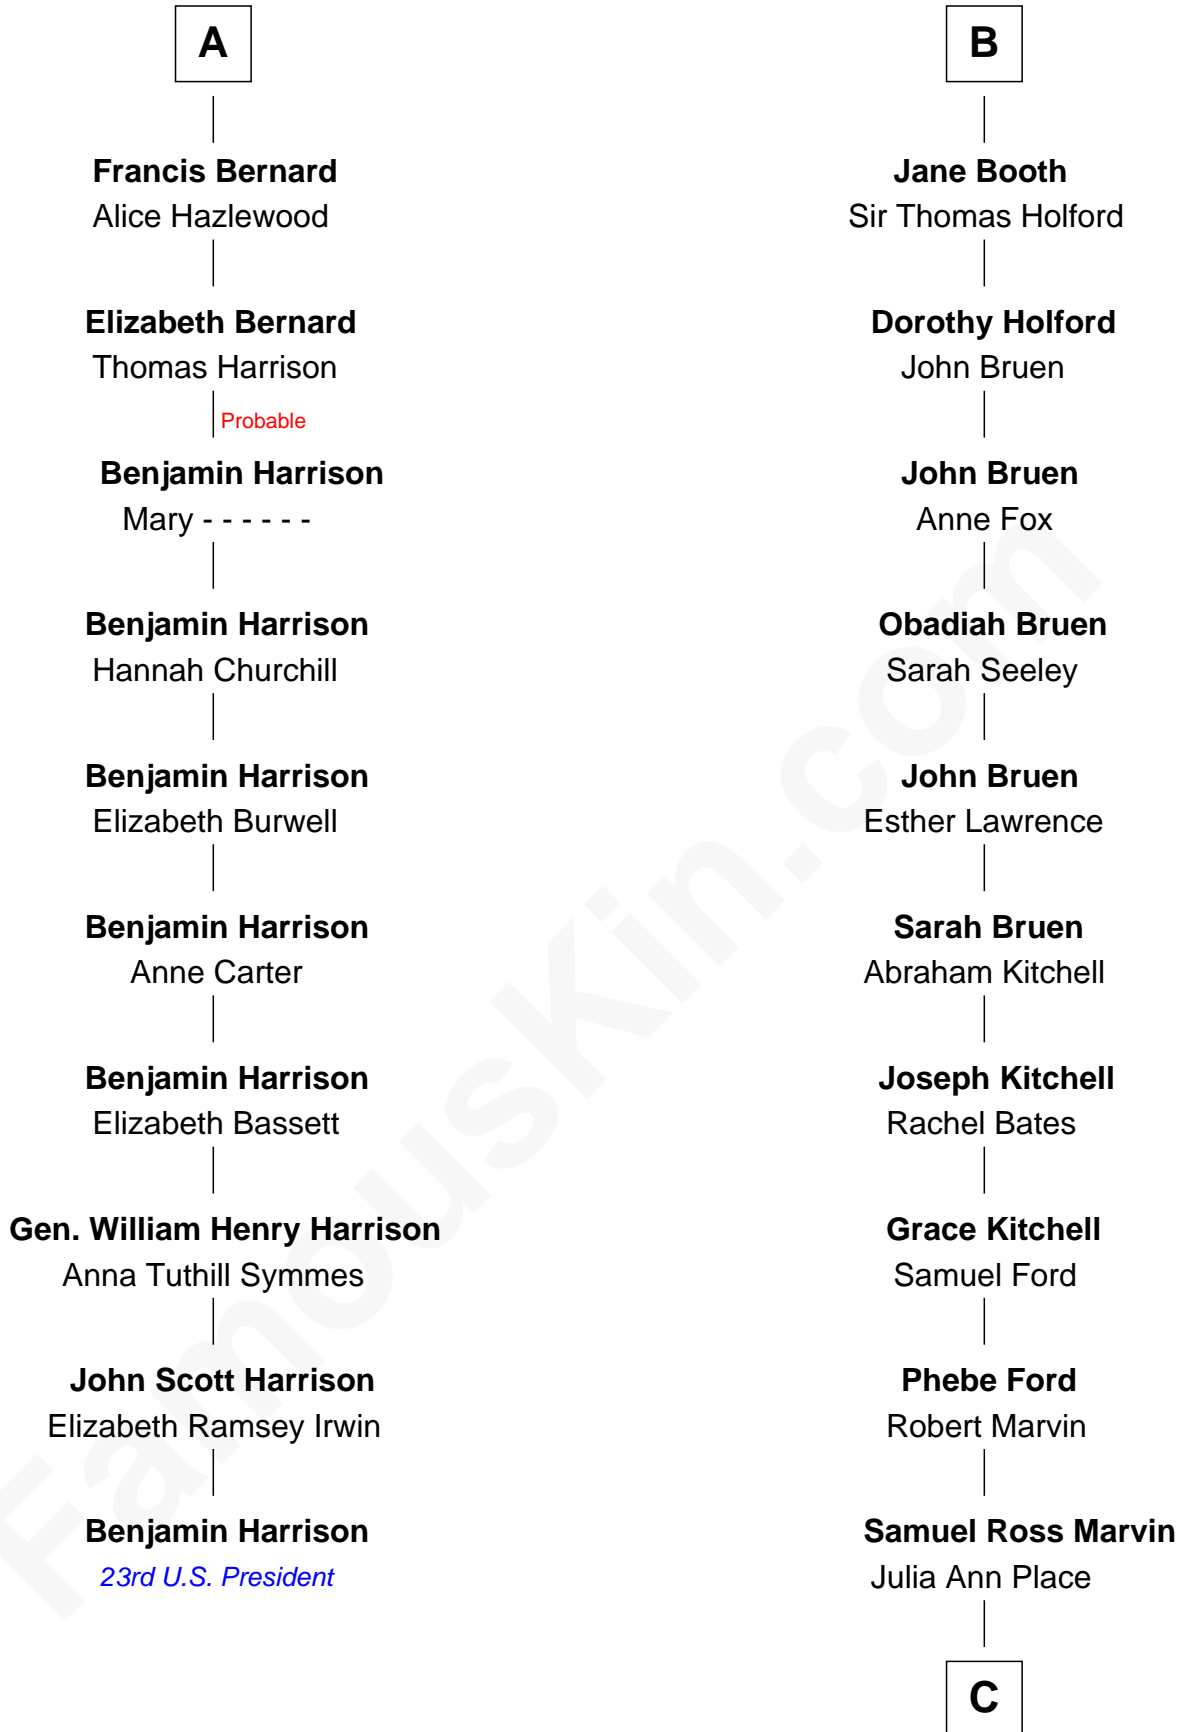 A
Francis Bernard
Alice Hazlewood
Elizabeth Bernard
Thomas Harrison
Probable
Benjamin Harrison
Mary - - - - - -
Benjamin Harrison
Hannah Churchill
Benjamin Harrison
Elizabeth Burwell
Benjamin Harrison
Anne Carter
Benjamin Harrison
Elizabeth Bassett
Gen. William Henry Harrison
Anna Tuthill Symmes
John Scott Harrison
Elizabeth Ramsey Irwin
Benjamin Harrison
23rd U.S. President
B
Jane Booth
Sir Thomas Holford
Dorothy Holford
John Bruen
John Bruen
Anne Fox
Obadiah Bruen
Sarah Seeley
John Bruen
Esther Lawrence
Sarah Bruen
Abraham Kitchell
Joseph Kitchell
Rachel Bates
Grace Kitchell
Samuel Ford
Phebe Ford
Robert Marvin
Samuel Ross Marvin
Julia Ann Place
C
FamousKin.com